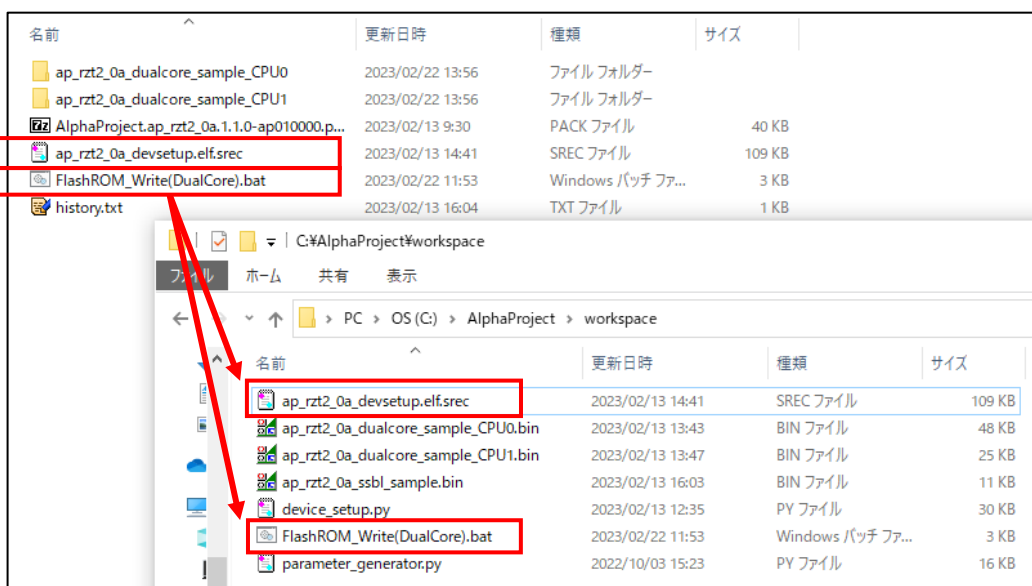 名前 更新日時 種類 サイズ
ap_rzt2_0a_dualcore_sample_CPU0 2023/02/22 13:56 ファイル フォルダー
ap_rzt2_0a_dualcore_sample_CPU1 2023/02/22 13:56 ファイル フォルダー
AlphaProject.ap_rzt2_0a.1.1.0-ap010000.p... 2023/02/13 9:30 PACK ファイル 40 KB
ap_rzt2_0a_devsetup.elf.srec 2023/02/13 14:41 SREC ファイル 109 KB
FlashROM_Write(DualCore).bat 2023/02/22 11:53 Windows バッチ ファ... 3 KB
history.txt 2023/02/13 16:04 TXT ファイル 1 KB
C:¥AlphaProject¥workspace
ファイル ホーム 共有 表示
PC > OS (C:) > AlphaProject > workspace
名前 更新日時 種類 サイズ
ap_rzt2_0a_devsetup.elf.srec 2023/02/13 14:41 SREC ファイル 109 KB
ap_rzt2_0a_dualcore_sample_CPU0.bin 2023/02/13 13:43 BIN ファイル 48 KB
ap_rzt2_0a_dualcore_sample_CPU1.bin 2023/02/13 13:47 BIN ファイル 25 KB
ap_rzt2_0a_ssbl_sample.bin 2023/02/13 16:03 BIN ファイル 11 KB
device_setup.py 2023/02/13 12:35 PY ファイル 30 KB
FlashROM_Write(DualCore).bat 2023/02/22 11:53 Windows バッチ ファ... 3 KB
parameter_generator.py 2022/10/03 15:23 PY ファイル 16 KB